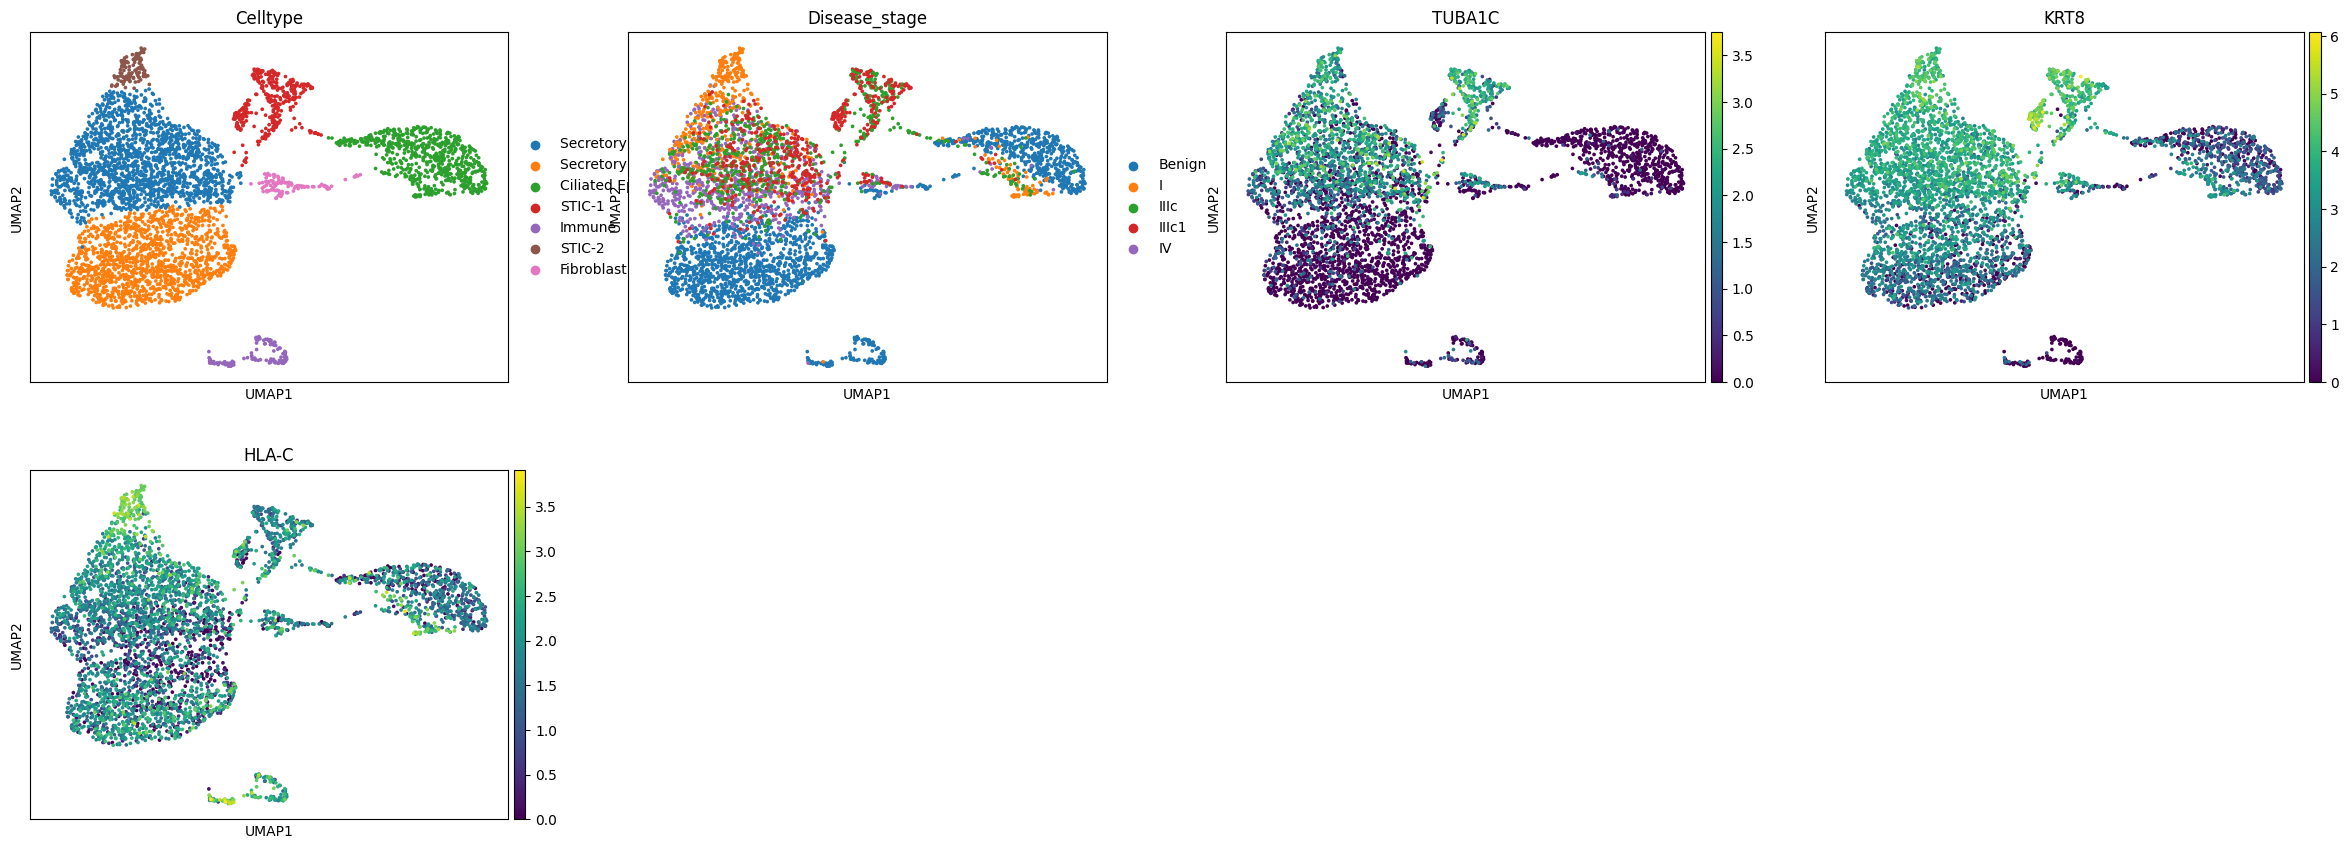 Celltype
UMAP2
UMAP1
Secretory
Secretory
Ciliated
STIC-1
Immune
STIC-2
Fibroblast
Disease_stage
UMAP2
UMAP1
Benign
I
IIIc
IIIc1
IV
TUBA1C
UMAP2
UMAP1
3.5
3.0
2.5
2.0
1.5
1.0
0.5
0.0
KRT8
UMAP2
UMAP1
6
5
4
3
2
1
0
HLA-C
UMAP2
UMAP1
3.5
3.0
2.5
2.0
1.5
1.0
0.5
0.0